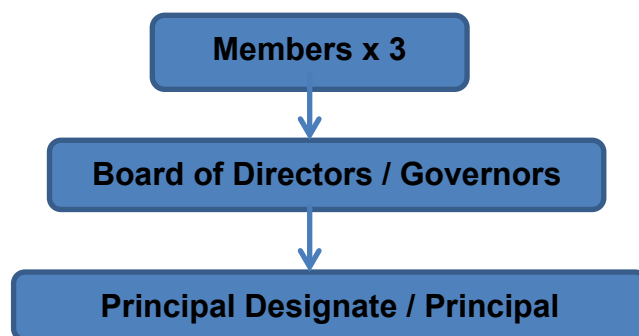 Members x 3
Board of Directors / Governors
Principal Designate / Principal